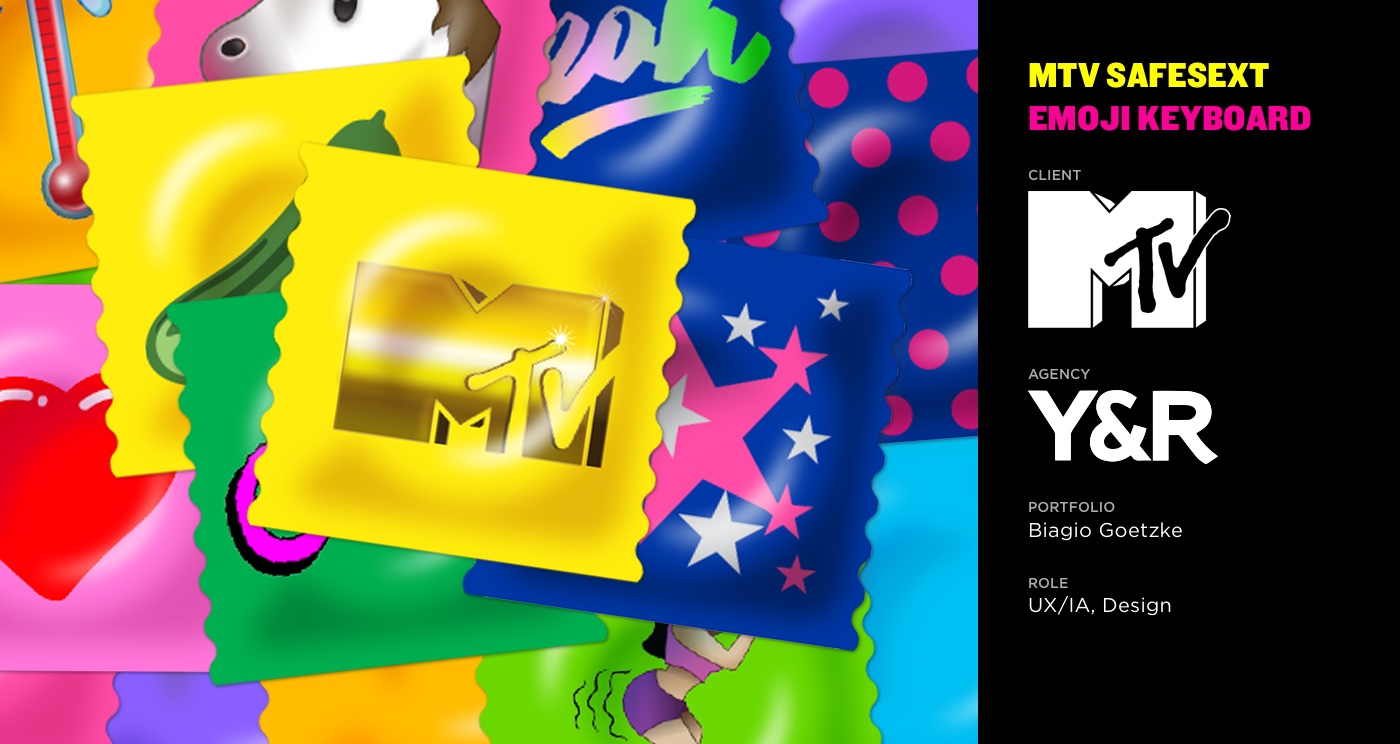 MTV
MTV SAFESEXT
EMOJI KEYBOARD
CLIENT
MTV
AGENCY
Y&R
PORTFOLIO
Biagio Goetzke
ROLE
UX/IA, Design